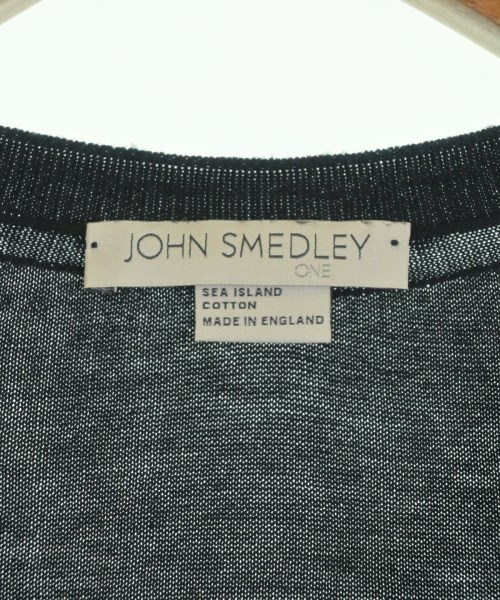 JOHN SMEDLEY
ONE
SEA ISLAND
COTTON
MADE IN ENGLAND